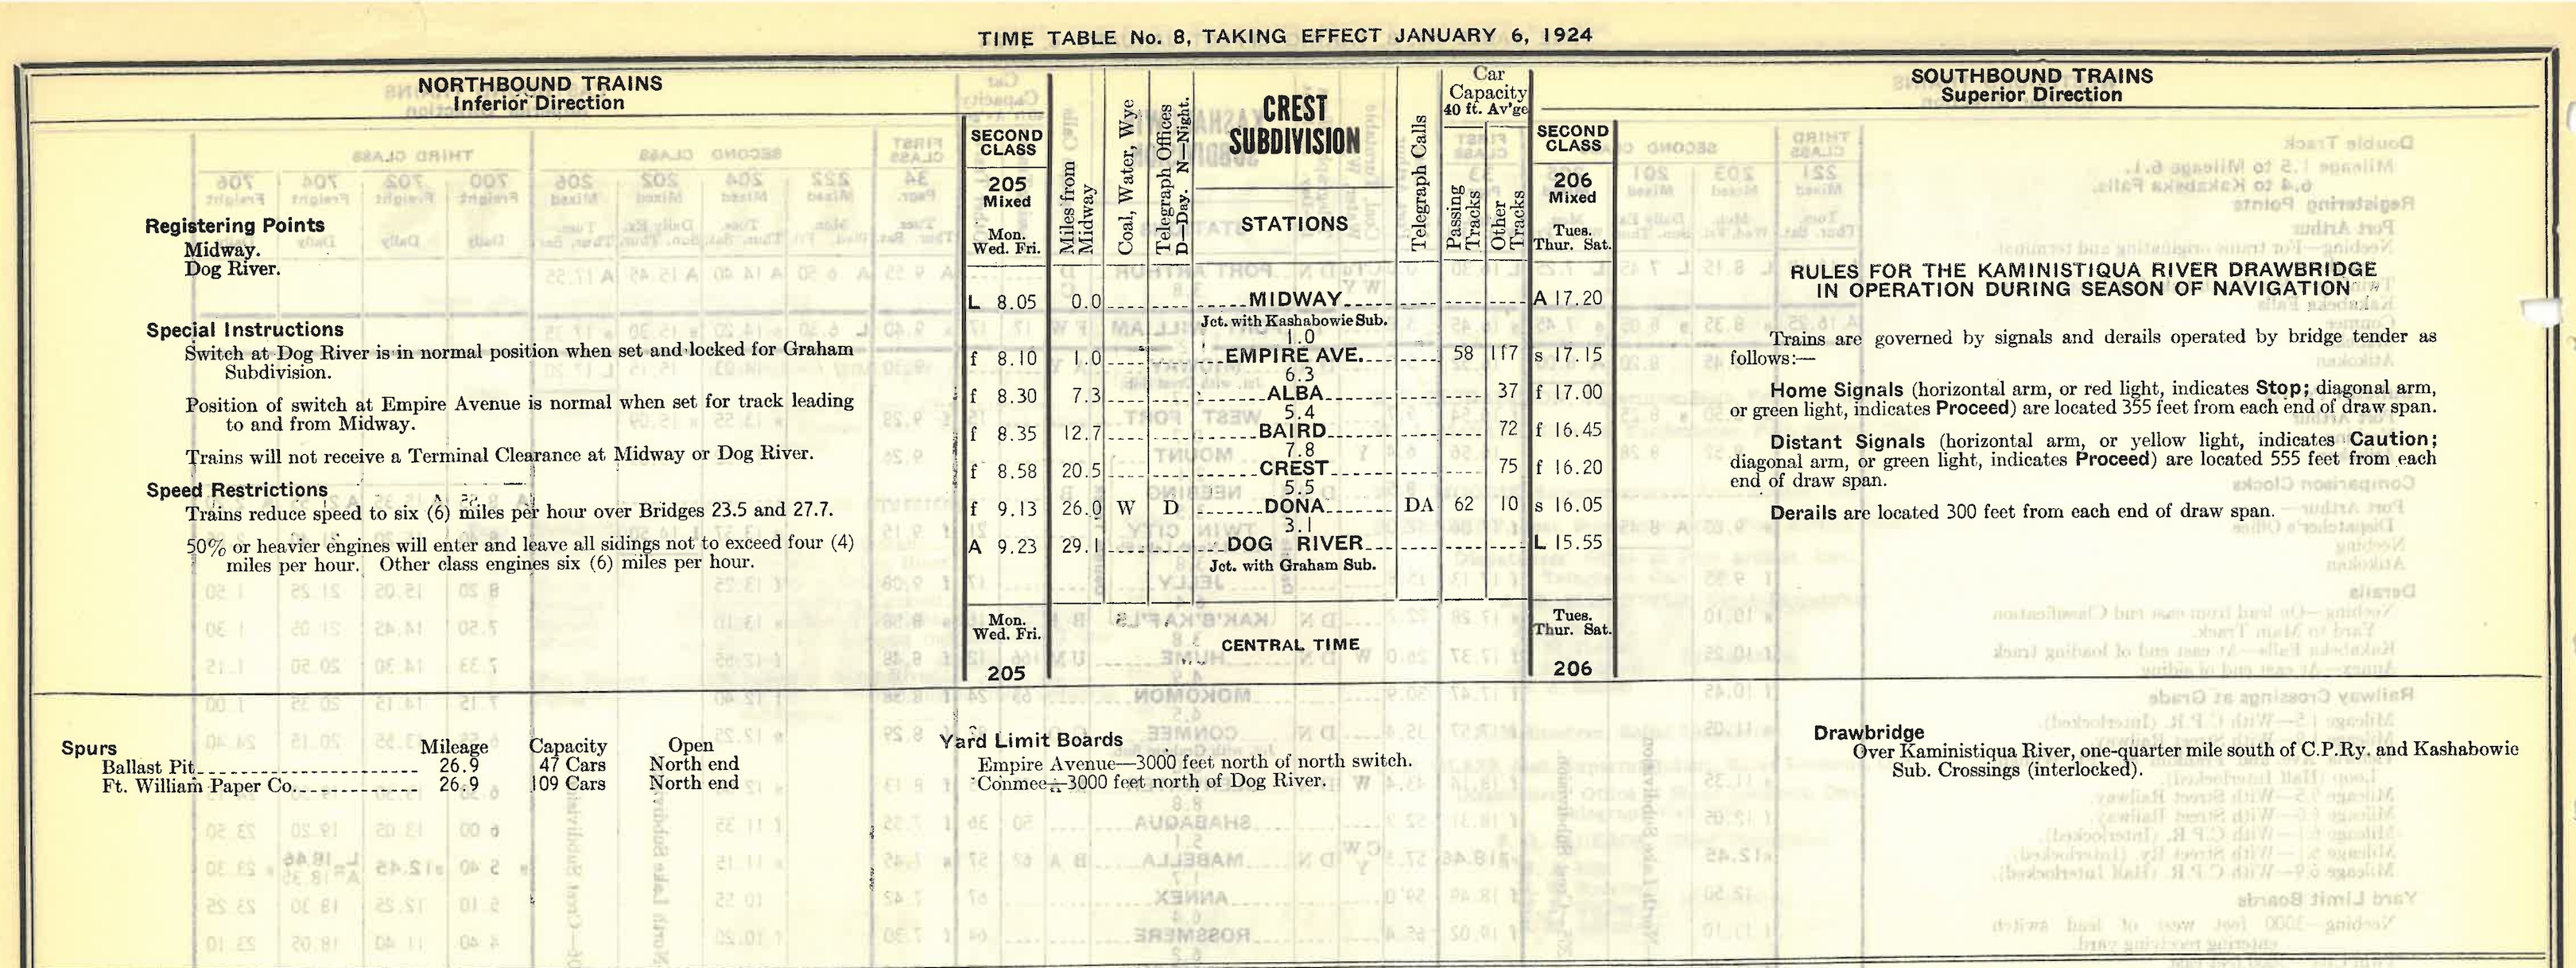 TIME TABLE No. 8, TAKING EFFECT JANUARY 6, 1924
NORTHBOUND TRAINS
Inferior Direction
Registering Points
Midway.
Dog River.
Special Instructions
Switch at Dog River is in normal position when set and locked for Graham
Subdivision.
Position of switch at Empire Avenue is normal when set for track leading
to and from Midway.
Trains will not receive a Terminal Clearance at Midway or Dog River.
Speed Restrictions
Trains reduce speed to six (6) miles per hour over Bridges 23.5 and 27.7.
50% or heavier engines will enter and leave all sidings not to exceed four (4)
miles per hour. Other class engines six (6) miles per hour.
SECOND CLASS Miles from Midway Coal, Water, Wye Telegraph Offices D—Day. N—Night. CREST SUBDIVISION Telegraph Calls Car Capacity 40 ft. Av'ge SECOND CLASS
205 Mixed STATIONS Passing Tracks Other Tracks 206 Mixed
Mon. Wed. Fri. Tues. Thur. Sat.
L 8.05 0.0 MIDWAY A 17.20
Jct. with Kashabowie Sub.
1.0
f 8.10 1.0 EMPIRE AVE. 58 117 s 17.15
6.3
f 8.30 7.3 ALBA 37 f 17.00
5.4
f 8.35 12.7 BAIRD 72 f 16.45
7.8
f 8.58 20.5 CREST 75 f 16.20
5.5
f 9.13 26.0 W D DONA DA 62 10 s 16.05
3.1
A 9.23 29.1 DOG RIVER L 15.55
Jct. with Graham Sub.
Mon. Wed. Fri. Tues. Thur. Sat.
CENTRAL TIME
205 206
SOUTHBOUND TRAINS
Superior Direction
RULES FOR THE KAMINISTIQUA RIVER DRAWBRIDGE
IN OPERATION DURING SEASON OF NAVIGATION
Trains are governed by signals and derails operated by bridge tender as
follows:—
Home Signals (horizontal arm, or red light, indicates Stop; diagonal arm,
or green light, indicates Proceed) are located 355 feet from each end of draw span.
Distant Signals (horizontal arm, or yellow light, indicates Caution;
diagonal arm, or green light, indicates Proceed) are located 555 feet from each
end of draw span.
Derails are located 300 feet from each end of draw span.
Spurs Mileage Capacity Open
Ballast Pit 26.9 47 Cars North end
Ft. William Paper Co. 26.9 109 Cars North end
Yard Limit Boards
Empire Avenue—3000 feet north of north switch.
Conmee—3000 feet north of Dog River.
Drawbridge
Over Kaministiqua River, one-quarter mile south of C.P.Ry. and Kashabowie
Sub. Crossings (interlocked).